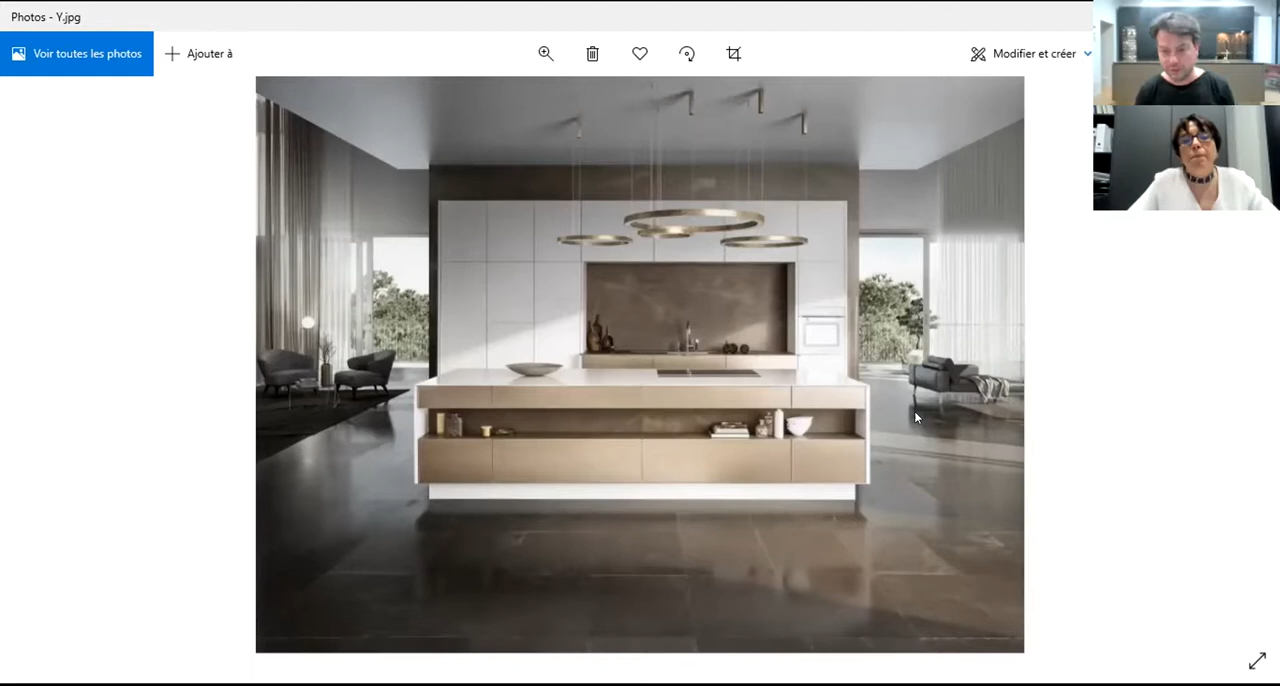 Photos - Y.jpg
Voir toutes les photos
Ajouter à
Modifier et créer